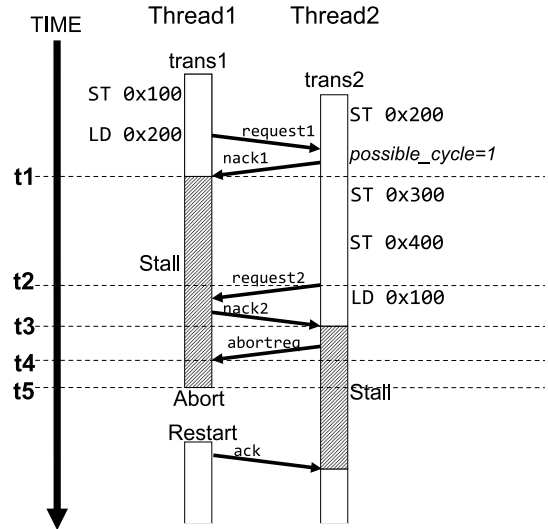 TIME
Thread1
Thread2
trans1
trans2
ST 0x100
ST 0x200
LD 0x200
request1
nack1
possible_cycle=1
t1
ST 0x300
ST 0x400
Stall
t2
request2
LD 0x100
nack2
t3
abortreq
t4
t5
Abort
Stall
Restart
ack